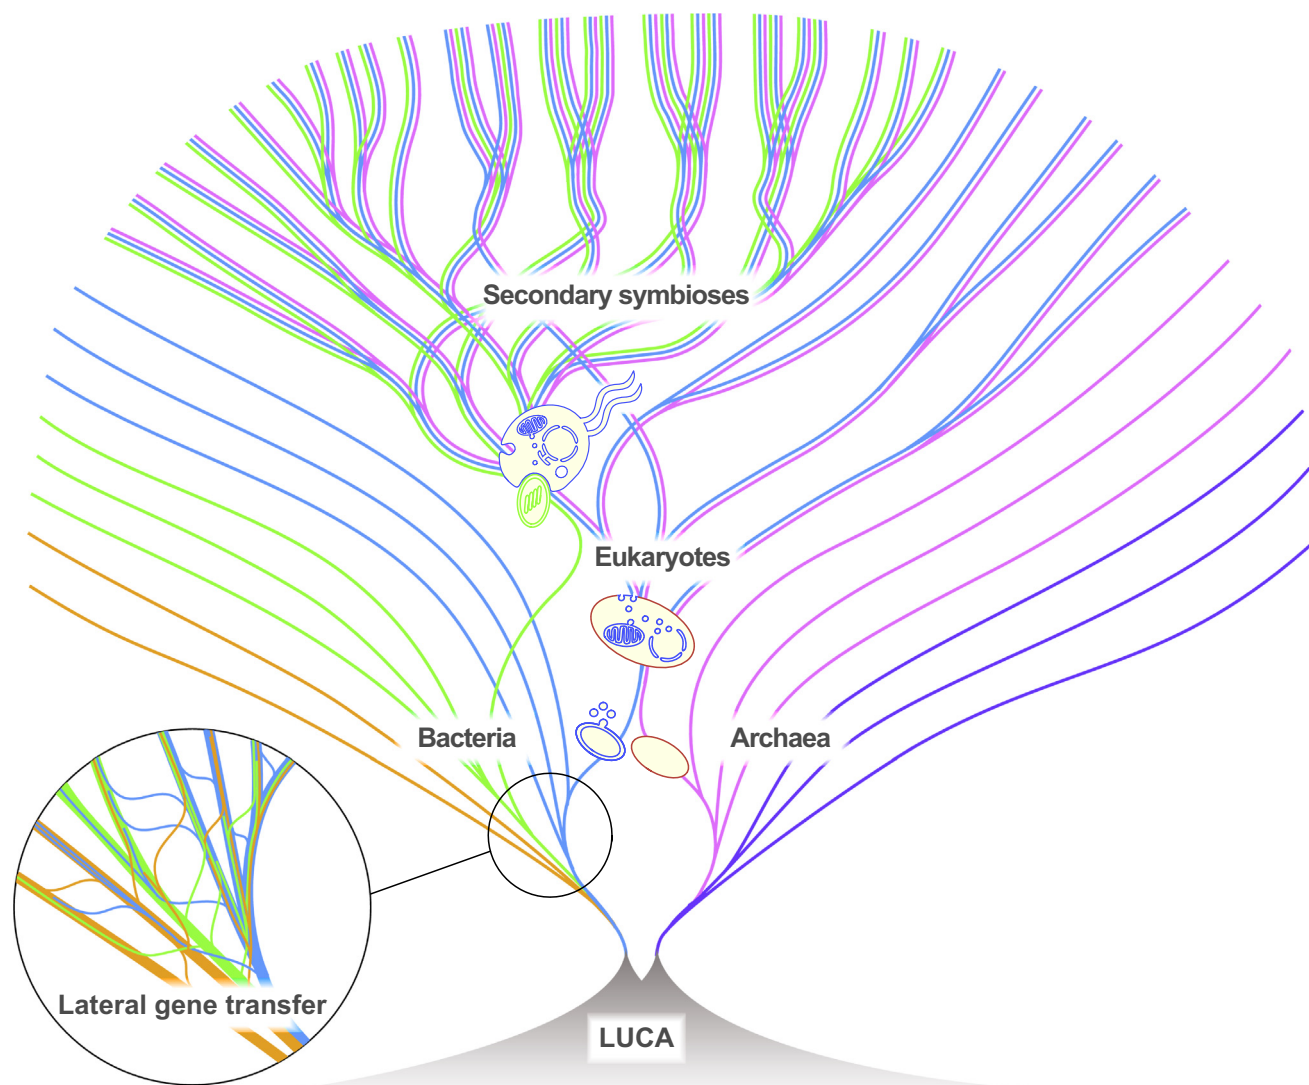 Secondary symbioses
Eukaryotes
Bacteria
Archaea
Lateral gene transfer
LUCA